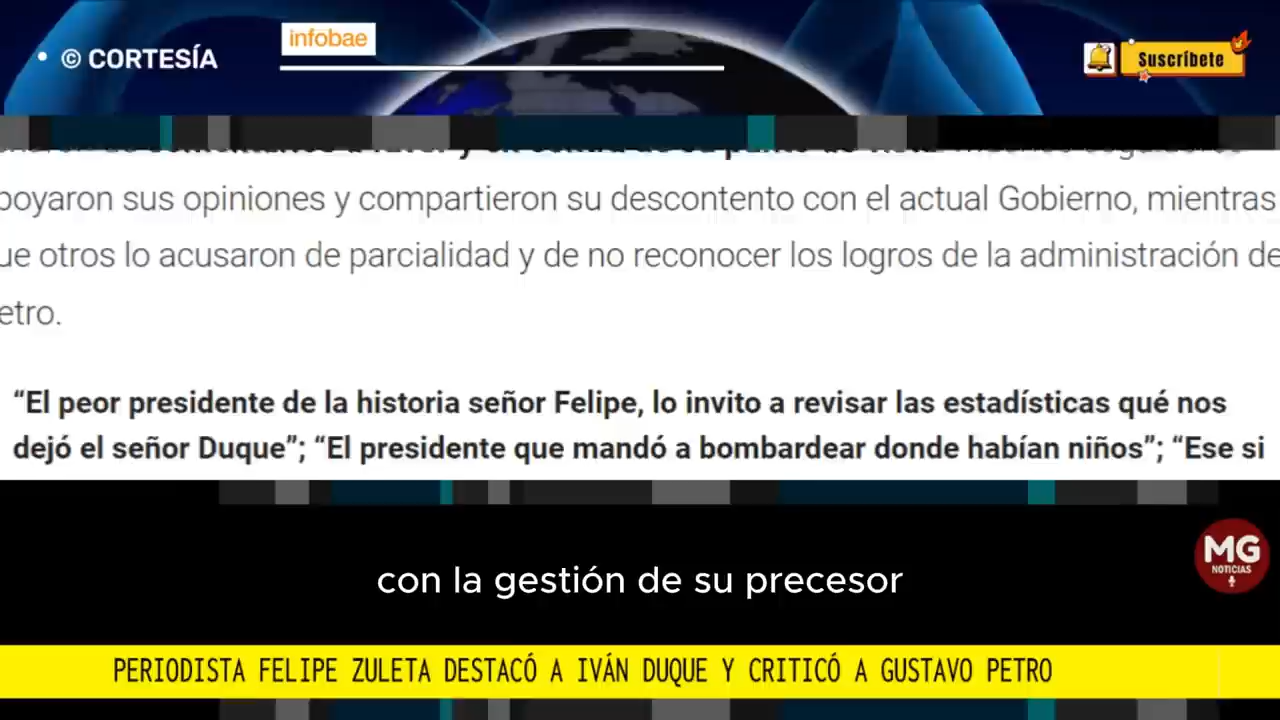 © CORTESÍA
infobae
Suscríbete
poyaron sus opiniones y compartieron su descontento con el actual Gobierno, mientras
ue otros lo acusaron de parcialidad y de no reconocer los logros de la administración de
etro.
“El peor presidente de la historia señor Felipe, lo invito a revisar las estadísticas qué nos
dejó el señor Duque”; “El presidente que mandó a bombardear donde habían niños”; “Ese si
con la gestión de su precesor
MG
NOTICIAS
PERIODISTA FELIPE ZULETA DESTACÓ A IVÁN DUQUE Y CRITICÓ A GUSTAVO PETRO